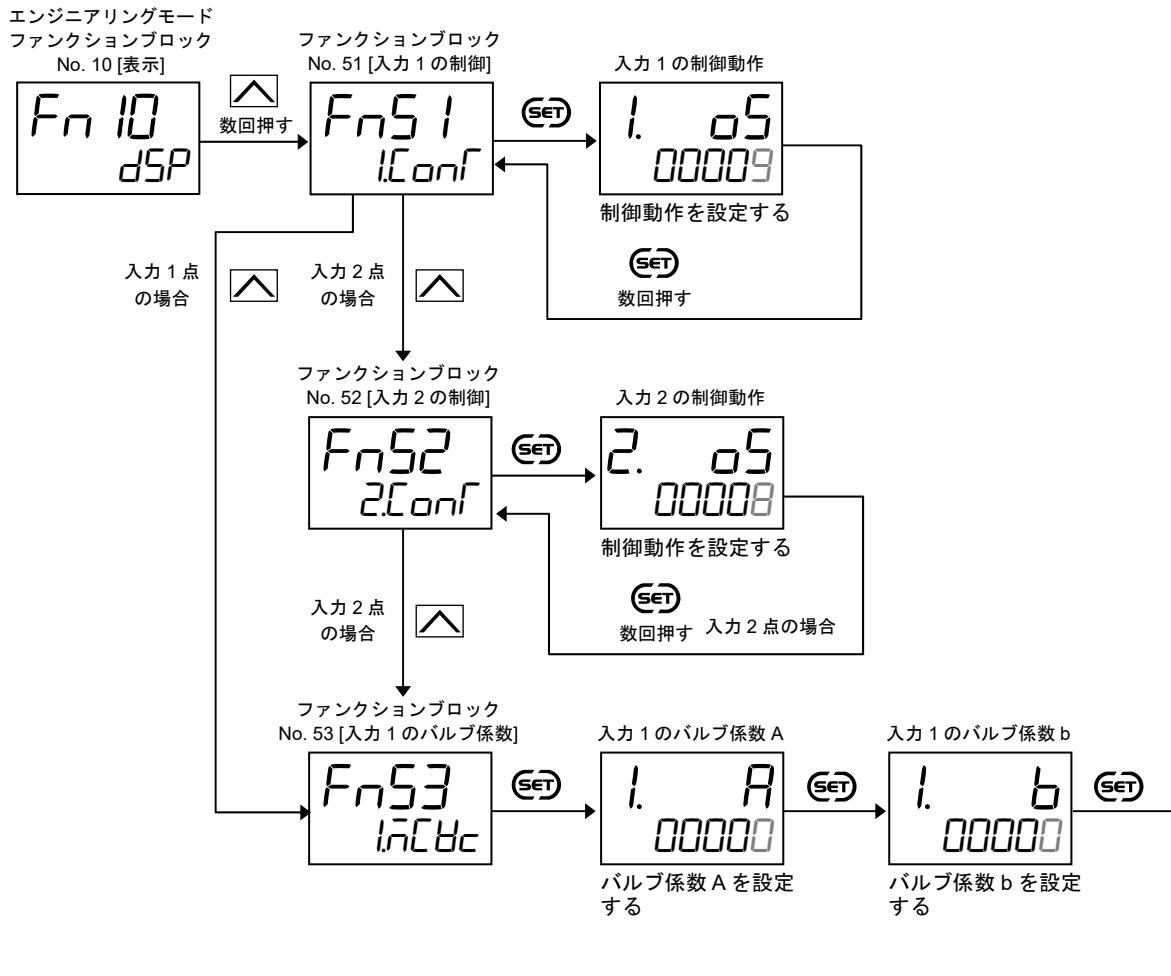 エンジニアリングモード
ファンクションブロック
No. 10 [表示]
Fn 10
dSP
数回押す
ファンクションブロック
No. 51 [入力 1 の制御]
Fn51
1.ConT
SET
入力 1 の制御動作
1. oS
00009
制御動作を設定する
SET
数回押す
入力 1 点
の場合
入力 2 点
の場合
ファンクションブロック
No. 52 [入力 2 の制御]
Fn52
2.ConT
SET
入力 2 の制御動作
2. oS
00008
制御動作を設定する
SET
数回押す 入力 2 点の場合
入力 2 点
の場合
ファンクションブロック
No. 53 [入力 1 のバルブ係数]
Fn53
SET
入力 1 のバルブ係数 A
1. A
00000
バルブ係数 A を設定
する
SET
入力 1 のバルブ係数 b
1. b
00000
バルブ係数 b を設定
する
SET